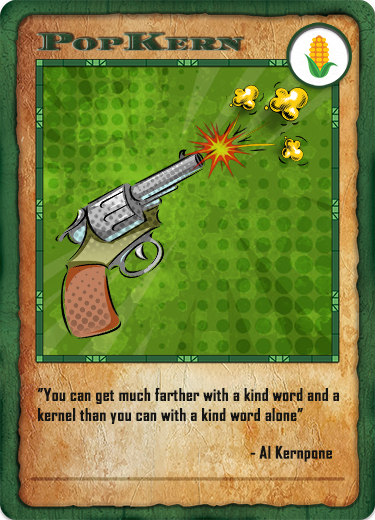 PopKern
"You can get much farther with a kind word and a
kernel than you can with a kind word alone"
- Al Kernpone